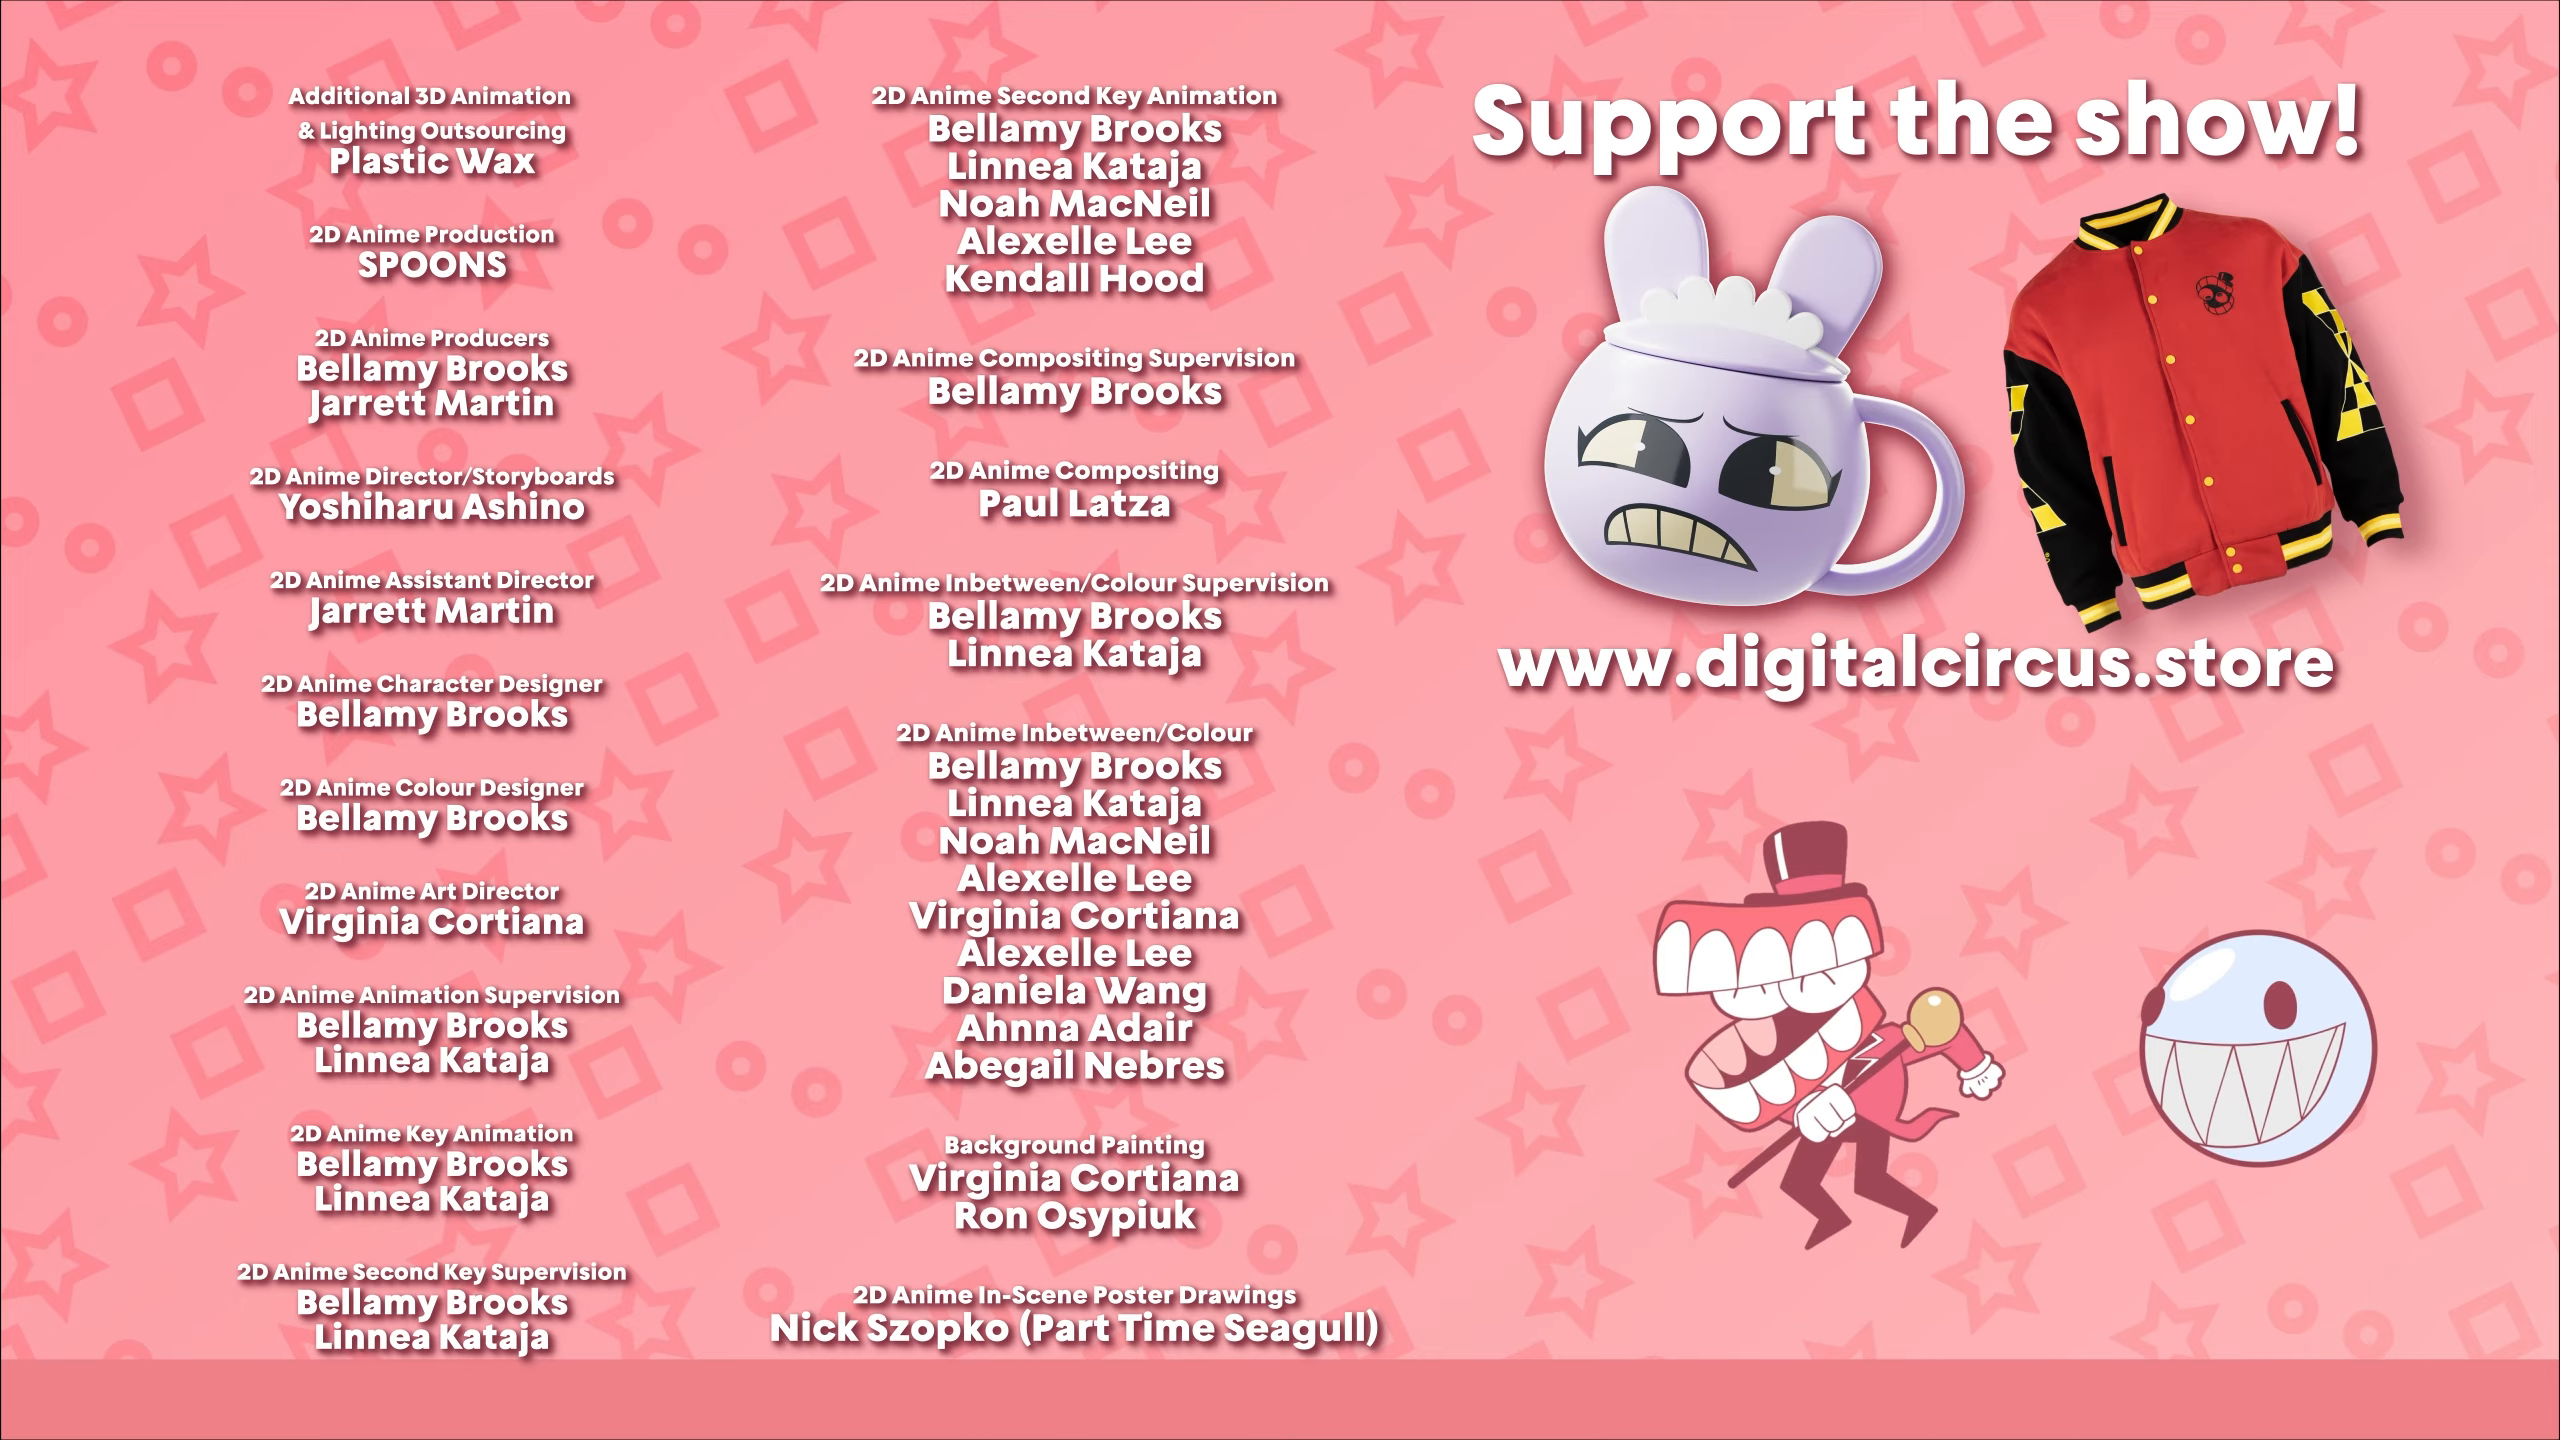 Additional 3D Animation
& Lighting Outsourcing
Plastic Wax
2D Anime Production
SPOONS
2D Anime Producers
Bellamy Brooks
Jarrett Martin
2D Anime Director/Storyboards
Yoshiharu Ashino
2D Anime Assistant Director
Jarrett Martin
2D Anime Character Designer
Bellamy Brooks
2D Anime Colour Designer
Bellamy Brooks
2D Anime Art Director
Virginia Cortiana
2D Anime Animation Supervision
Bellamy Brooks
Linnea Kataja
2D Anime Key Animation
Bellamy Brooks
Linnea Kataja
2D Anime Second Key Supervision
Bellamy Brooks
Linnea Kataja
2D Anime Second Key Animation
Bellamy Brooks
Linnea Kataja
Noah MacNeil
Alexelle Lee
Kendall Hood
2D Anime Compositing Supervision
Bellamy Brooks
2D Anime Compositing
Paul Latza
2D Anime Inbetween/Colour Supervision
Bellamy Brooks
Linnea Kataja
2D Anime Inbetween/Colour
Bellamy Brooks
Linnea Kataja
Noah MacNeil
Alexelle Lee
Virginia Cortiana
Alexelle Lee
Daniela Wang
Ahnna Adair
Abegail Nebres
Background Painting
Virginia Cortiana
Ron Osypiuk
2D Anime In-Scene Poster Drawings
Nick Szopko (Part Time Seagull)
Support the show!
www.digitalcircus.store